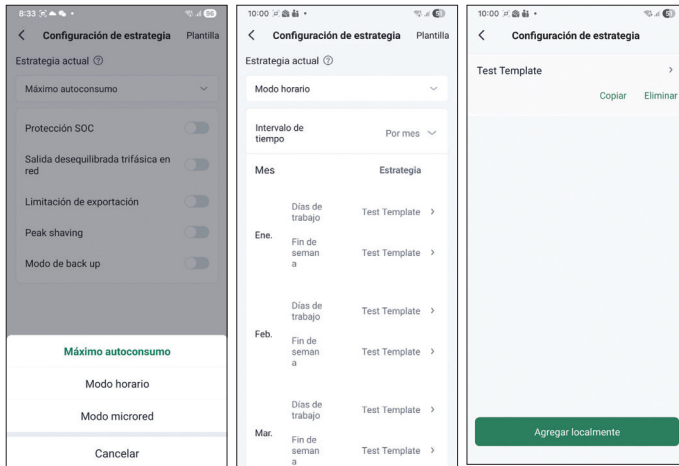 8:33
86
Configuración de estrategia Plantilla
Estrategia actual
Máximo autoconsumo
Protección SOC
Salida desequilibrada trifásica en
red
Limitación de exportación
Peak shaving
Modo de back up
Máximo autoconsumo
Modo horario
Modo microred
Cancelar
10:00
Configuración de estrategia Plantilla
Estrategia actual
Modo horario
Intervalo de
tiempo
Por mes
Mes Estrategia
Ene.
Días de
trabajo
Test Template
Fin de
seman
a
Test Template
Feb.
Días de
trabajo
Test Template
Fin de
seman
a
Test Template
Mar.
Días de
trabajo
Test Template
Fin de
seman
a
Test Template
10:00
Configuración de estrategia
Test Template
Copiar Eliminar
Agregar localmente